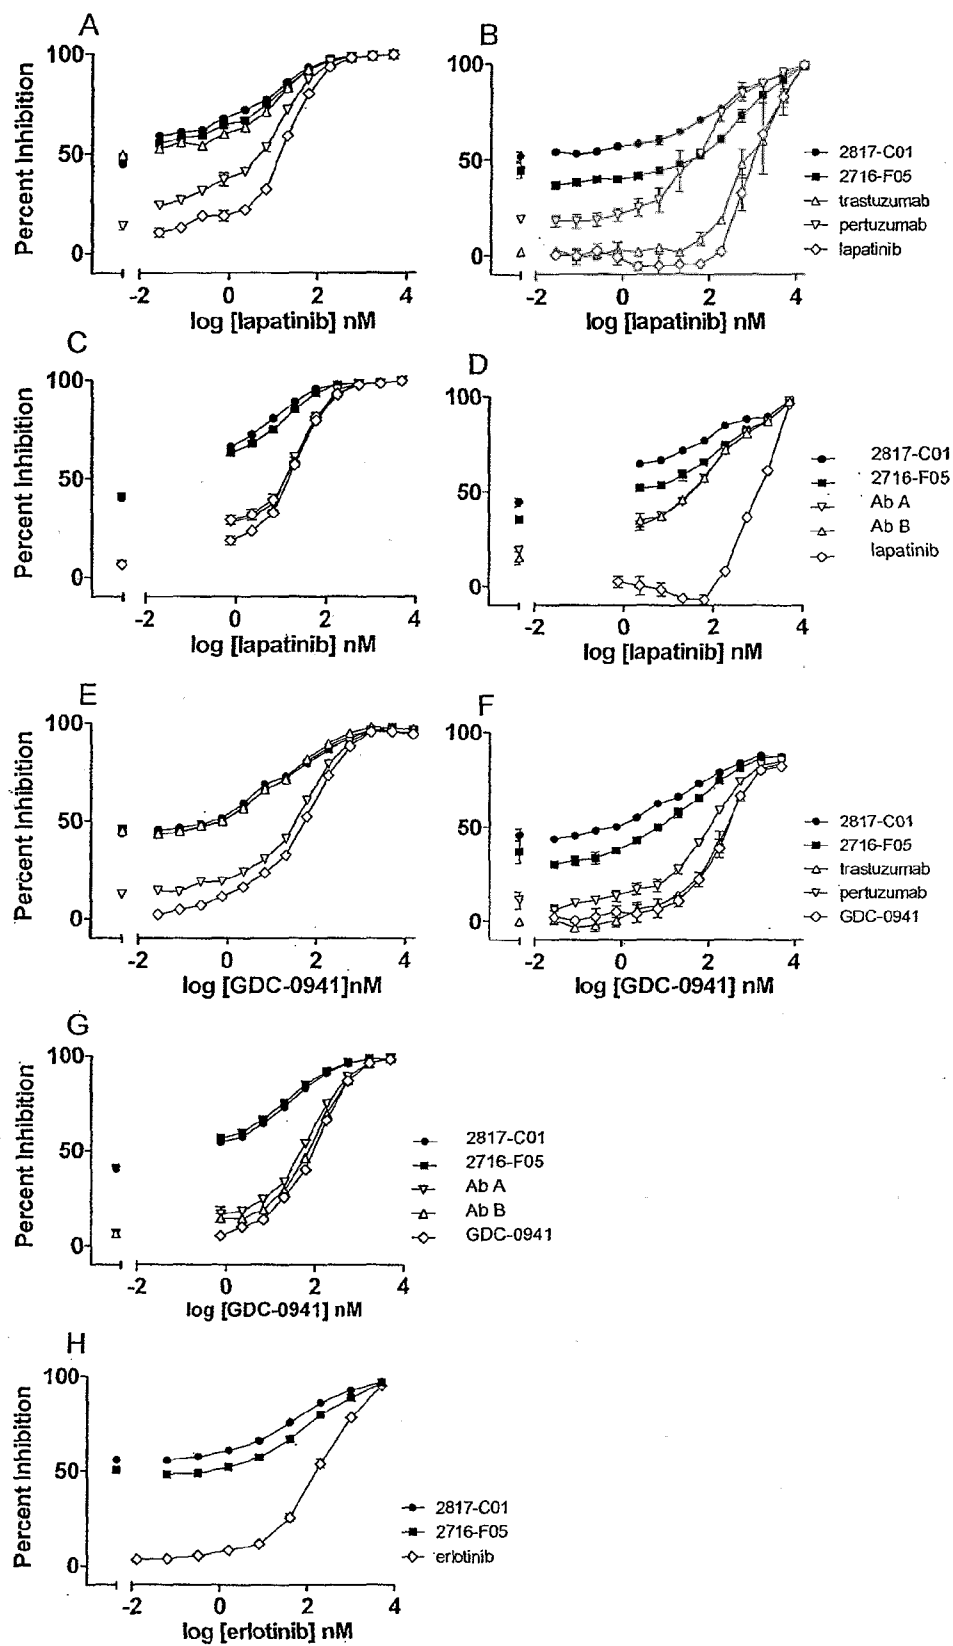 A
Percent Inhibition
100
50
0
-2 0 2 4
log [lapatinib] nM
B
100
50
0
-2 0 2 4
log [lapatinib] nM
2817-C01
2716-F05
trastuzumab
pertuzumab
lapatinib
C
Percent Inhibition
100
50
0
-2 0 2 4
log [lapatinib] nM
D
100
50
0
-2 0 2 4
log [lapatinib] nM
2817-C01
2716-F05
Ab A
Ab B
lapatinib
E
Percent Inhibition
100
50
0
-2 0 2 4
log [GDC-0941]nM
F
100
50
0
-2 0 2 4
log [GDC-0941] nM
2817-C01
2716-F05
trastuzumab
pertuzumab
GDC-0941
G
Percent Inhibition
100
50
0
-2 0 2 4
log [GDC-0941] nM
2817-C01
2716-F05
Ab A
Ab B
GDC-0941
H
Percent Inhibition
100
50
0
-2 0 2 4
log [erlotinib] nM
2817-C01
2716-F05
erlotinib